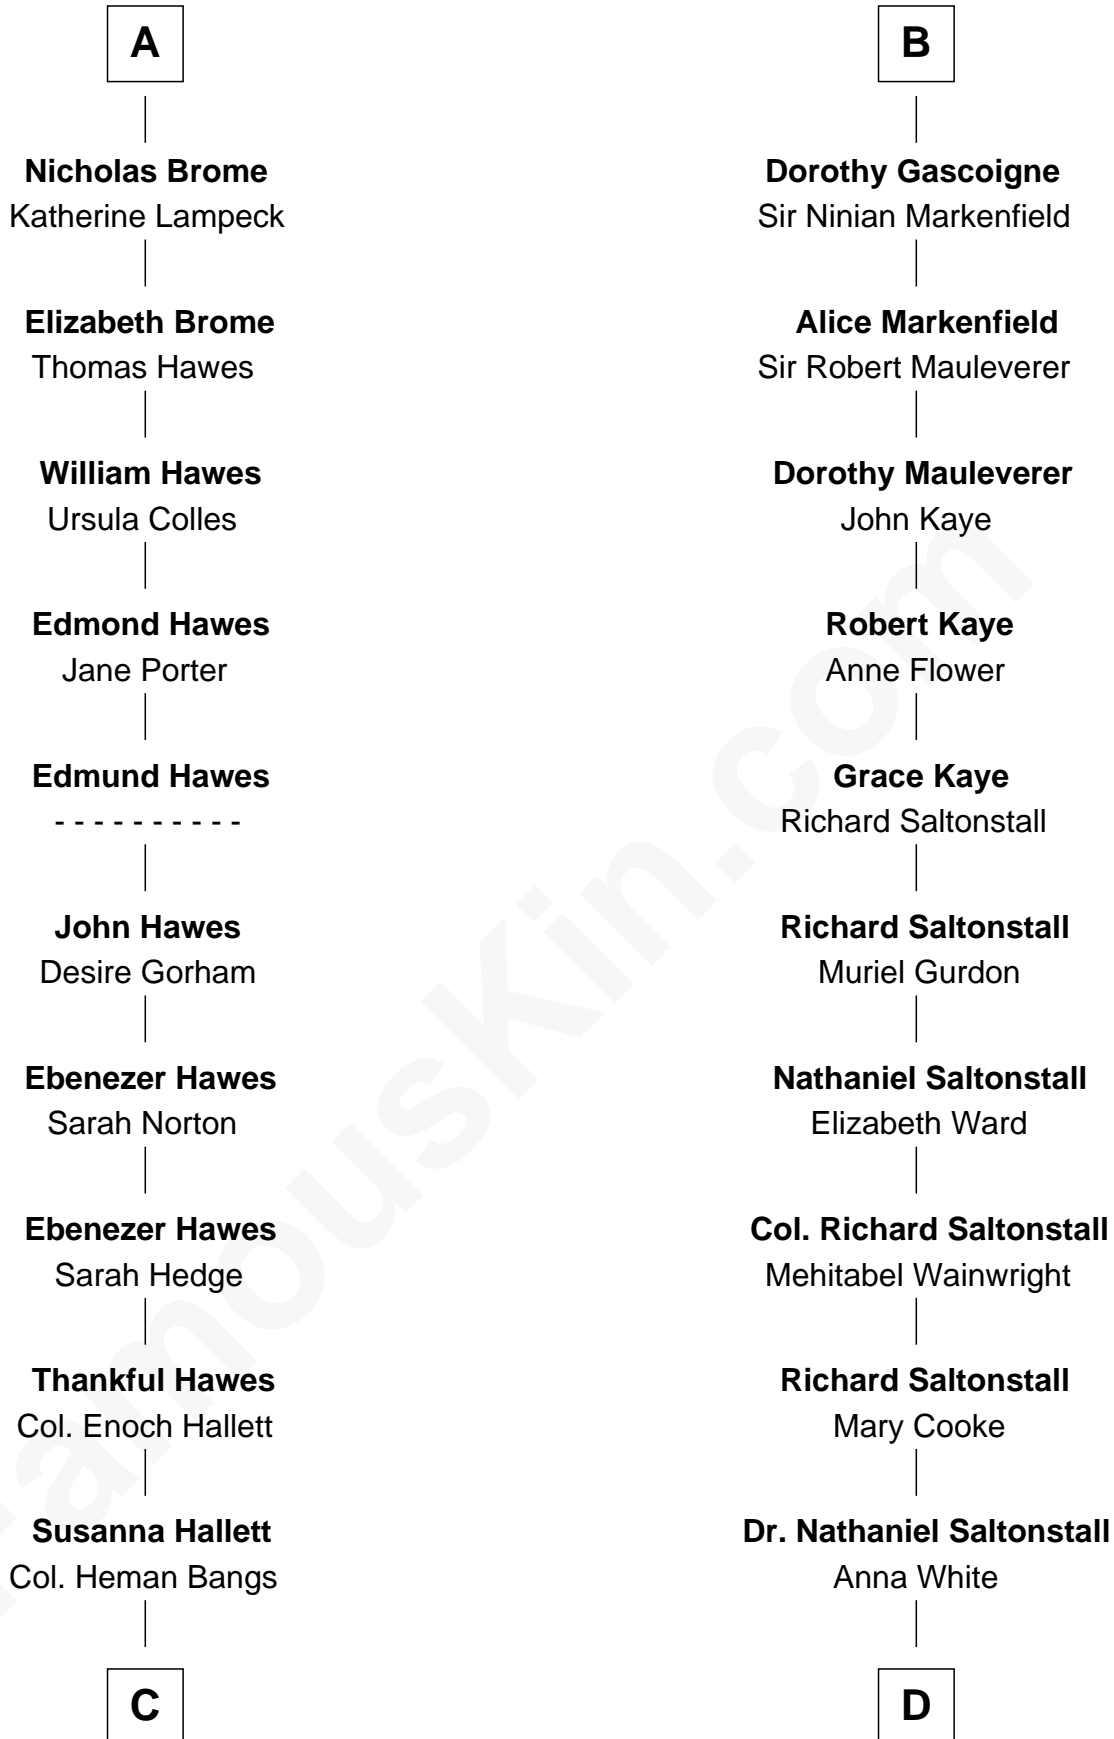 A
Nicholas Brome
Katherine Lampeck
Elizabeth Brome
Thomas Hawes
William Hawes
Ursula Colles
Edmond Hawes
Jane Porter
Edmund Hawes
- - - - - - - - - -
John Hawes
Desire Gorham
Ebenezer Hawes
Sarah Norton
Ebenezer Hawes
Sarah Hedge
Thankful Hawes
Col. Enoch Hallett
Susanna Hallett
Col. Heman Bangs
C
B
Dorothy Gascoigne
Sir Ninian Markenfield
Alice Markenfield
Sir Robert Mauleverer
Dorothy Mauleverer
John Kaye
Robert Kaye
Anne Flower
Grace Kaye
Richard Saltonstall
Richard Saltonstall
Muriel Gurdon
Nathaniel Saltonstall
Elizabeth Ward
Col. Richard Saltonstall
Mehitabel Wainwright
Richard Saltonstall
Mary Cooke
Dr. Nathaniel Saltonstall
Anna White
D
FamousKin.com